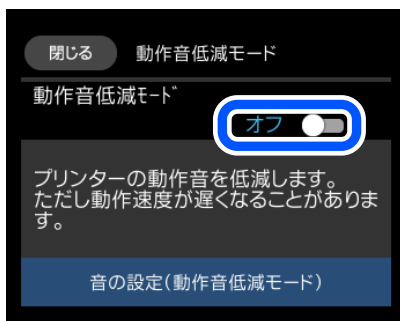 閉じる 動作音低減モード
動作音低減ﾓｰﾄﾞ
オフ
プリンターの動作音を低減します。
ただし動作速度が遅くなることがありま
す。
音の設定(動作音低減モード)